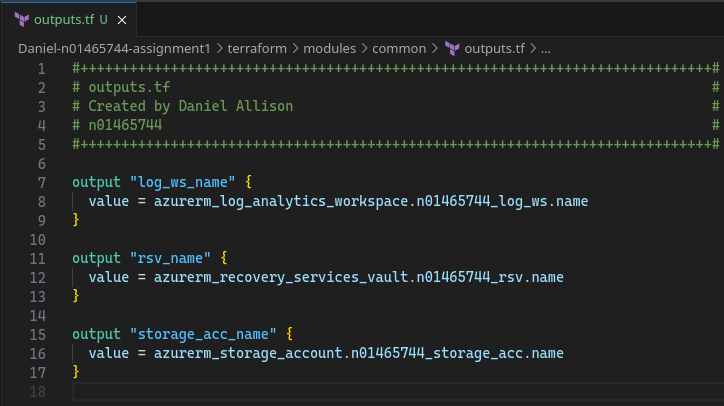 outputs.tf U ×
Daniel-n01465744-assignment1 > terraform > modules > common > outputs.tf > ...
1 #+++++++++++++++++++++++++++++++++++++++++++++++++++++++++++++++++++++++++++++#
2 # outputs.tf #
3 # Created by Daniel Allison #
4 # n01465744 #
5 #+++++++++++++++++++++++++++++++++++++++++++++++++++++++++++++++++++++++++++++#
6
7 output "log_ws_name" {
8 value = azurerm_log_analytics_workspace.n01465744_log_ws.name
9 }
10
11 output "rsv_name" {
12 value = azurerm_recovery_services_vault.n01465744_rsv.name
13 }
14
15 output "storage_acc_name" {
16 value = azurerm_storage_account.n01465744_storage_acc.name
17 }
18